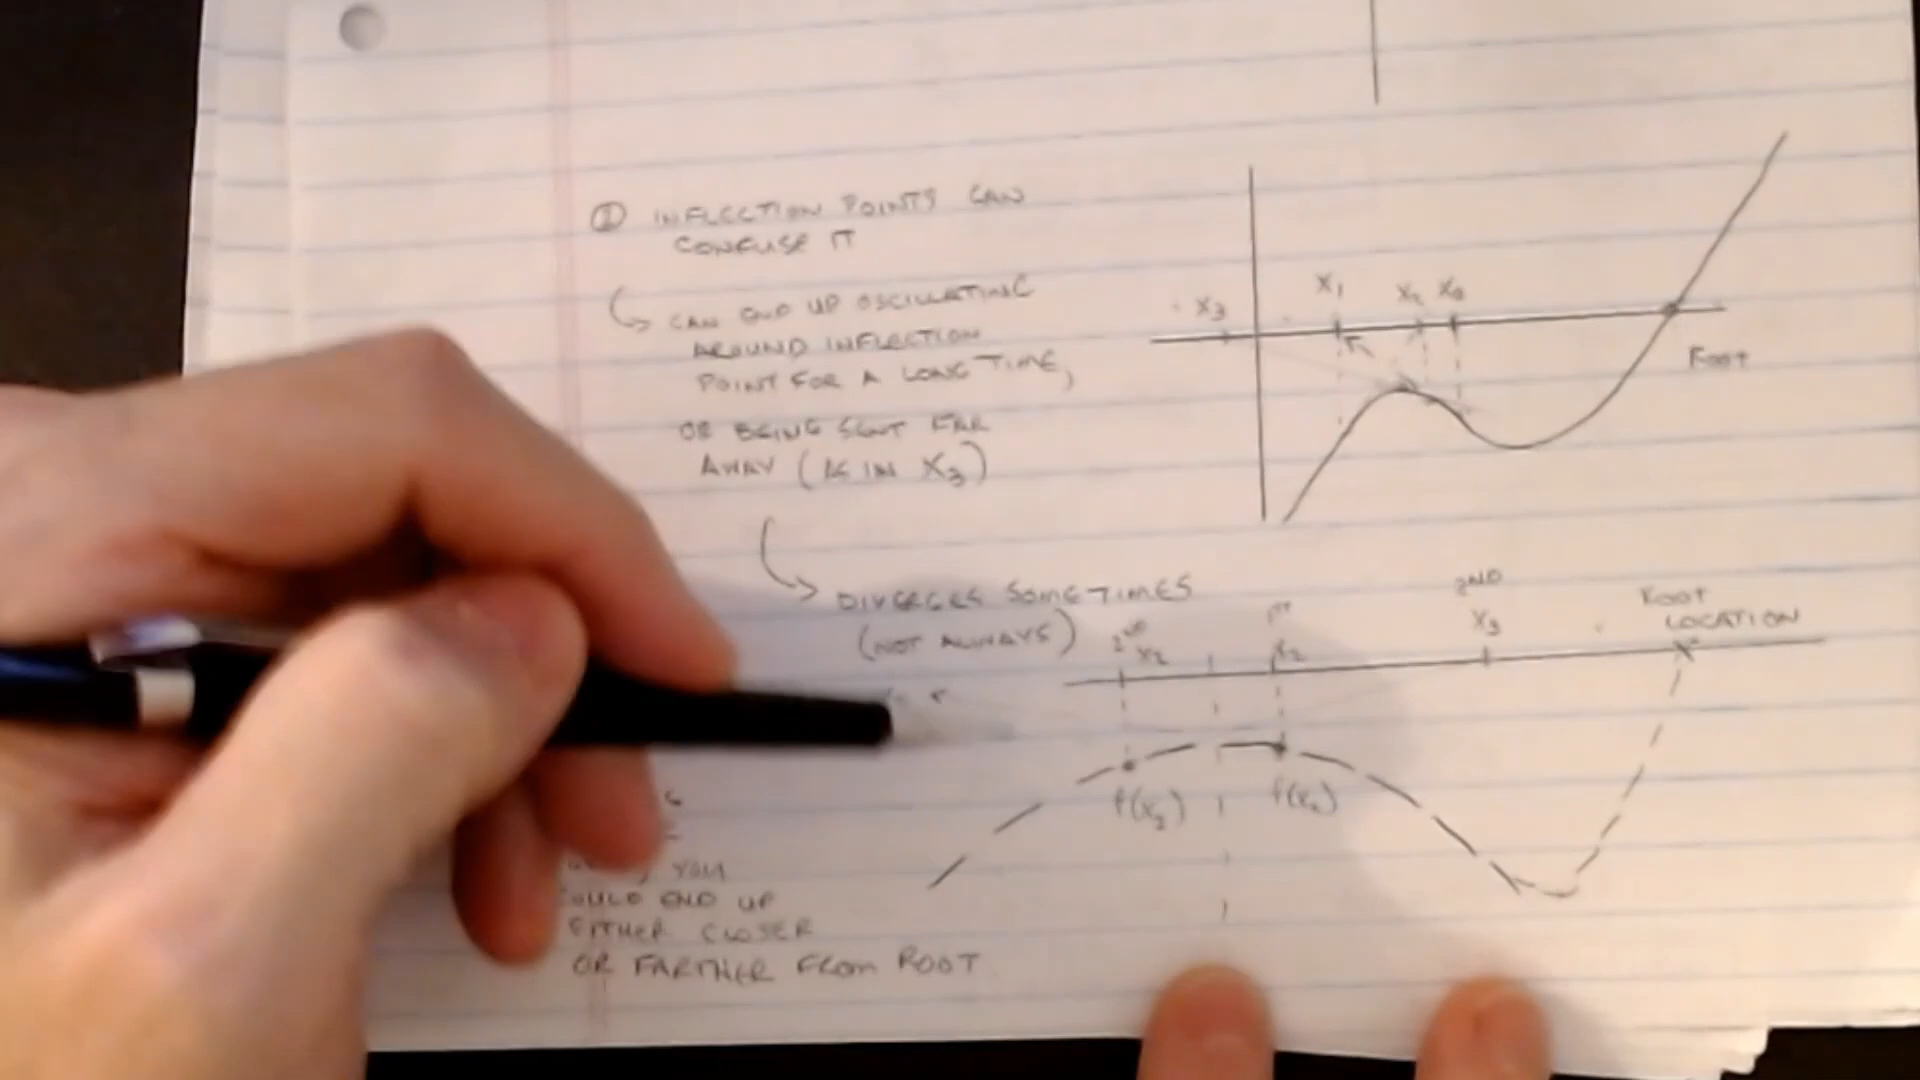 ② INFLECTION POINTS CAN
CONFUSE IT
CAN END UP OSCILLATING
AROUND INFLECTION
POINT FOR A LONG TIME,
OR BEING SENT FAR
AWAY (AS IN X₃)
DIVERGES SOMETIMES
(NOT ALWAYS)
YOU
COULD END UP
EITHER CLOSER
OR FARTHER FROM ROOT
X₃ X₁ X₂ X₀
ROOT
2ND X₂
1ST X₂
2ND X₃
ROOT
LOCATION
f(x₂) f(x₂)